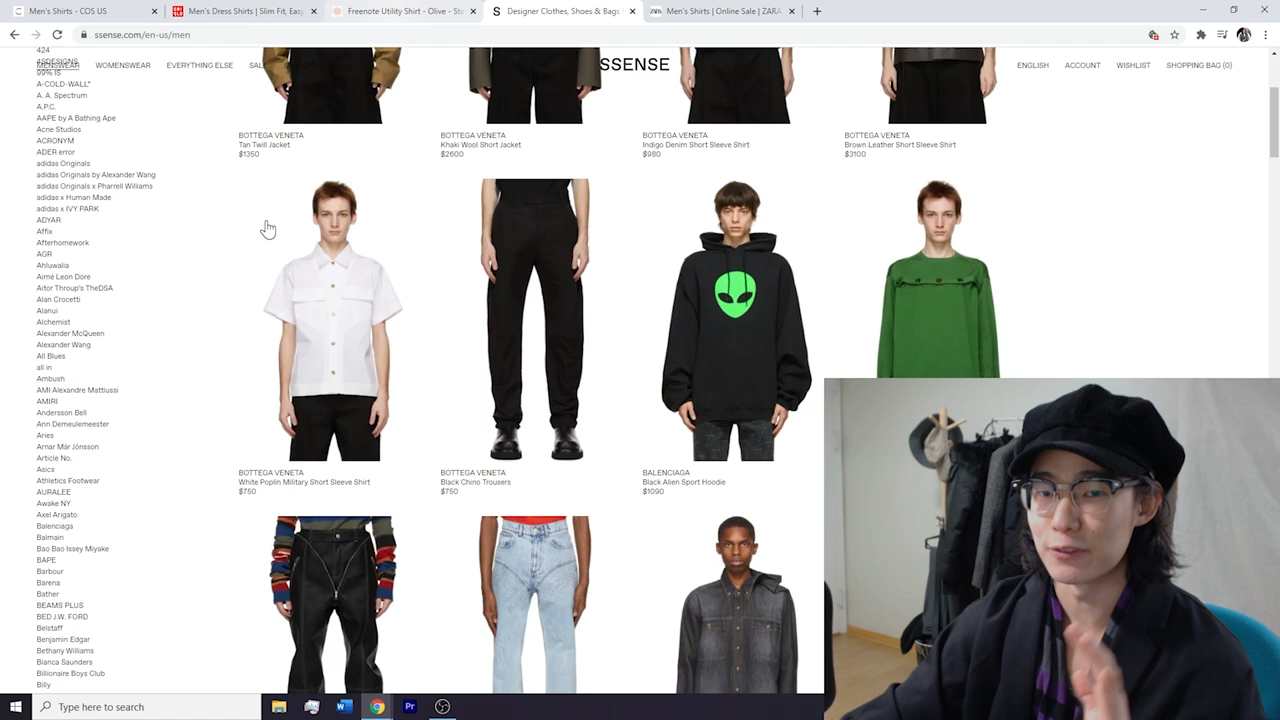 Men's Shirts - COS US
Men's Dress Shirts | Slim Fit, Easy
Freenote Utility Shirt - Olive - Sta
Designer Clothes, Shoes & Bags
Men's Shirts | Online Sale | ZARA
ssense.com/en-us/men
MENSWEAR
WOMENSWEAR
EVERYTHING ELSE
SALE
SSENSE
ENGLISH
ACCOUNT
WISHLIST
SHOPPING BAG (0)
424
4SDESIGNS
99% IS
A-COLD-WALL*
A. A. Spectrum
A.P.C.
AAPE by A Bathing Ape
Acne Studios
ACRONYM
ADER error
adidas Originals
adidas Originals by Alexander Wang
adidas Originals x Pharrell Williams
adidas x Human Made
adidas x IVY PARK
ADYAR
Affix
Afterhomework
AGR
Ahluwalia
Aimé Leon Dore
Aitor Throup's TheDSA
Alan Crocetti
Alanui
Alchemist
Alexander McQueen
Alexander Wang
All Blues
all in
Ambush
AMI Alexandre Mattiussi
AMIRI
Andersson Bell
Ann Demeulemeester
Aries
Arnar Már Jónsson
Article No.
Asics
Athletics Footwear
AURALEE
Awake NY
Axel Arigato
Balenciaga
Balmain
Bao Bao Issey Miyake
BAPE
Barbour
Barena
Bather
BEAMS PLUS
BED J.W. FORD
Belstaff
Benjamin Edgar
Bethany Williams
Bianca Saunders
Billionaire Boys Club
Billy
BOTTEGA VENETA
Tan Twill Jacket
$1350
BOTTEGA VENETA
Khaki Wool Short Jacket
$2600
BOTTEGA VENETA
Indigo Denim Short Sleeve Shirt
$980
BOTTEGA VENETA
Brown Leather Short Sleeve Shirt
$3100
BOTTEGA VENETA
White Poplin Military Short Sleeve Shirt
$750
BOTTEGA VENETA
Black Chino Trousers
$750
BALENCIAGA
Black Alien Sport Hoodie
$1090
Type here to search
W
Pr